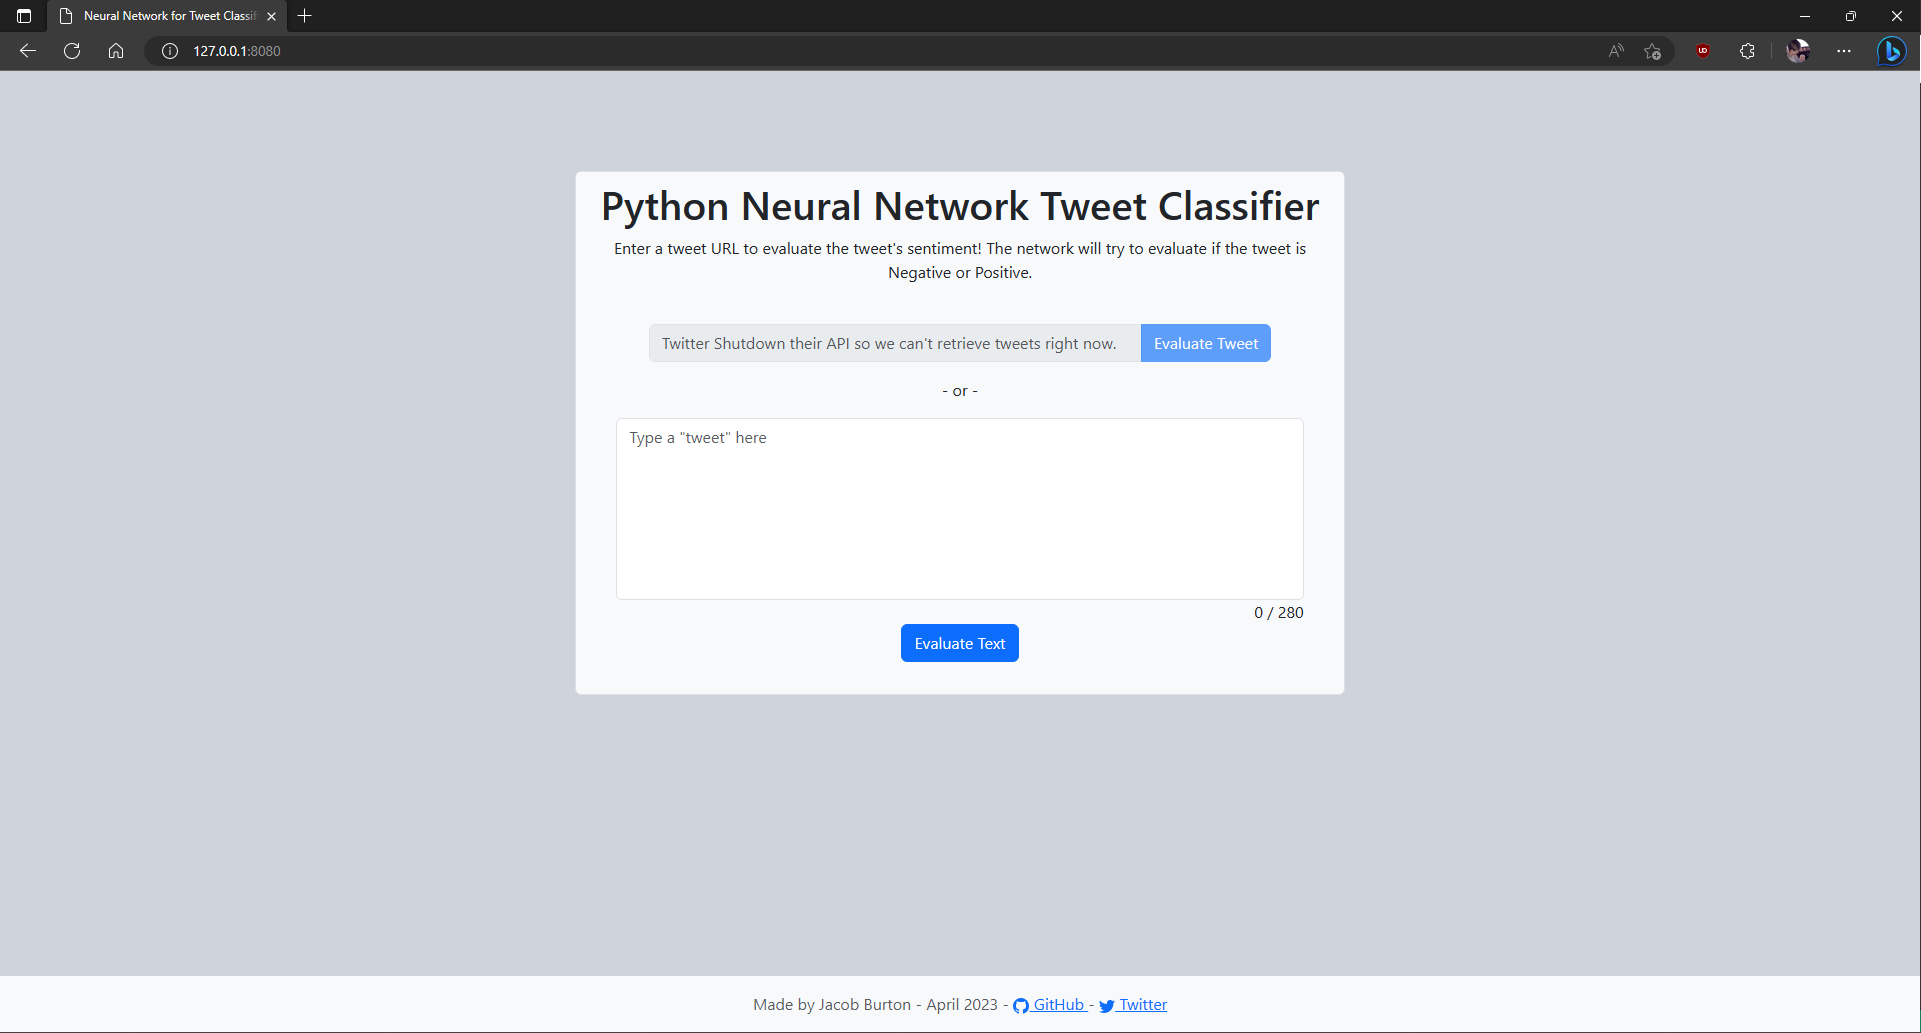 Neural Network for Tweet Classif
127.0.0.1:8080
Python Neural Network Tweet Classifier
Enter a tweet URL to evaluate the tweet's sentiment! The network will try to evaluate if the tweet is
Negative or Positive.
Twitter Shutdown their API so we can't retrieve tweets right now.
Evaluate Tweet
- or -
Type a "tweet" here
0 / 280
Evaluate Text
Made by Jacob Burton - April 2023 - GitHub - Twitter